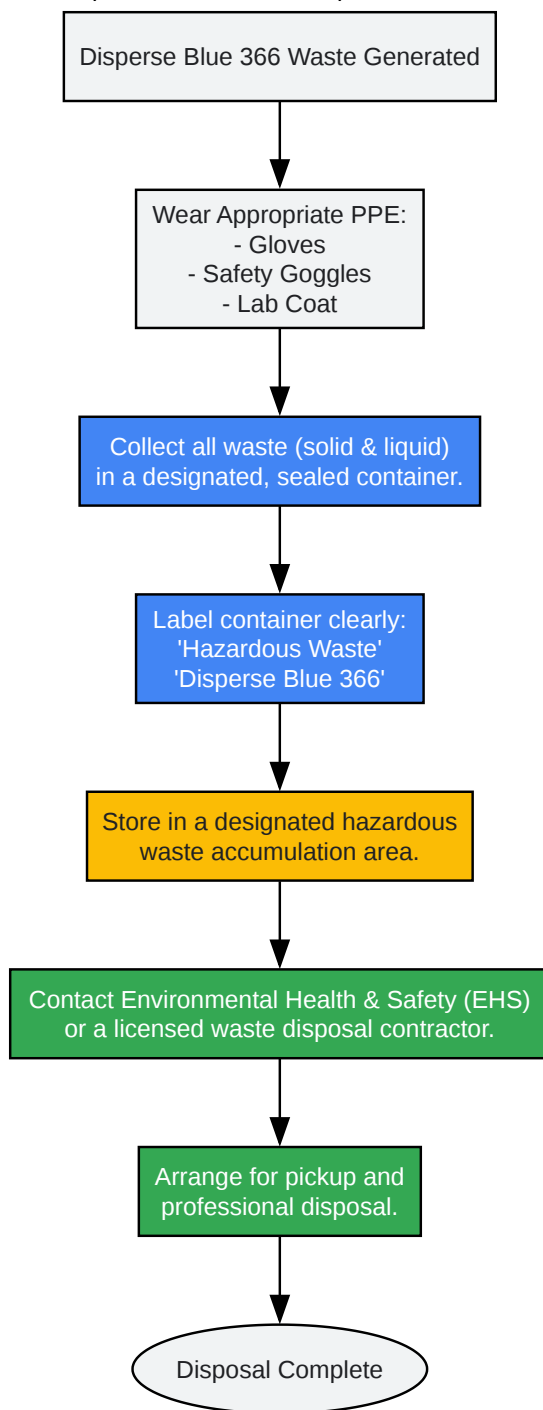 Disperse Blue 366 Waste Generated
Wear Appropriate PPE:
- Gloves
- Safety Goggles
- Lab Coat
Collect all waste (solid & liquid)
in a designated, sealed container.
Label container clearly:
'Hazardous Waste'
'Disperse Blue 366'
Store in a designated hazardous
waste accumulation area.
Contact Environmental Health & Safety (EHS)
or a licensed waste disposal contractor.
Arrange for pickup and
professional disposal.
Disposal Complete